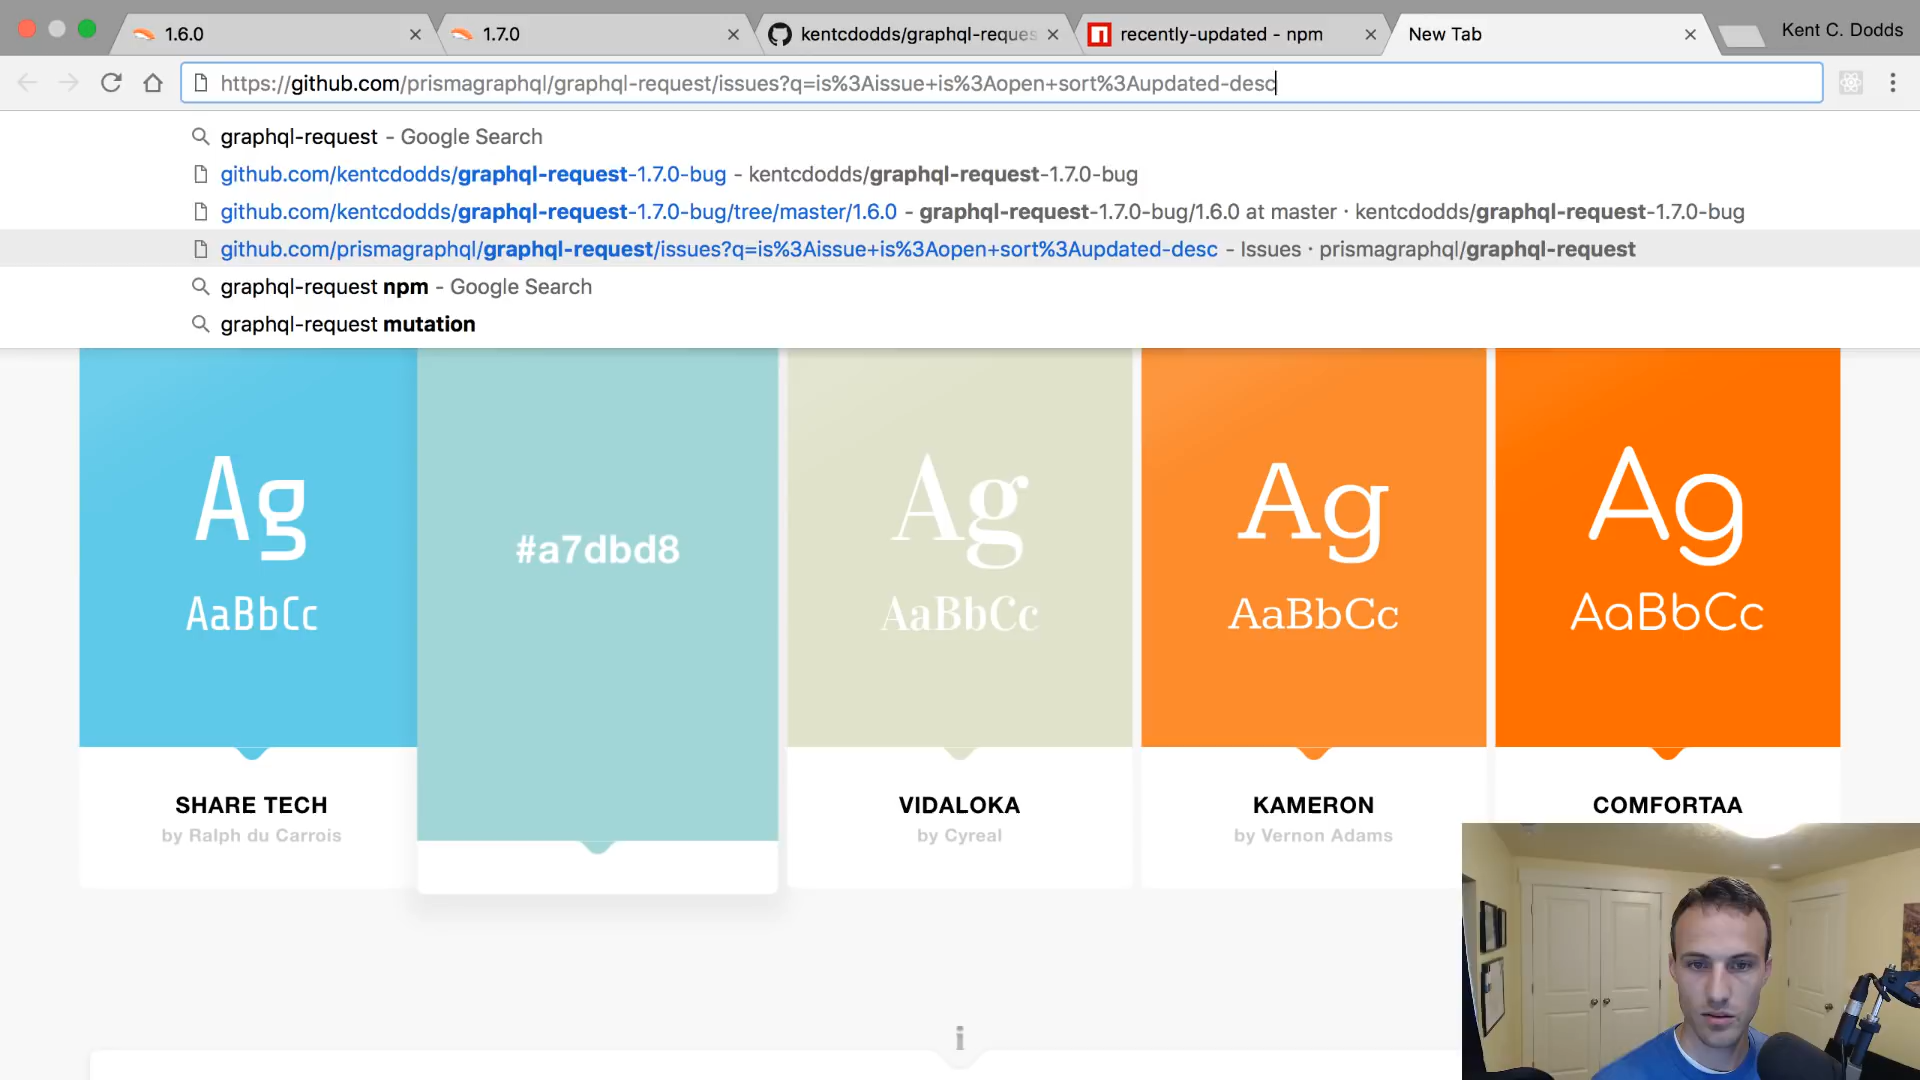 1.6.0
1.7.0
kentcdodds/graphql-reques
recently-updated - npm
New Tab
Kent C. Dodds
https://github.com/prismagraphql/graphql-request/issues?q=is%3Aissue+is%3Aopen+sort%3Aupdated-desc
graphql-request - Google Search
github.com/kentcdodds/graphql-request-1.7.0-bug - kentcdodds/graphql-request-1.7.0-bug
github.com/kentcdodds/graphql-request-1.7.0-bug/tree/master/1.6.0 - graphql-request-1.7.0-bug/1.6.0 at master · kentcdodds/graphql-request-1.7.0-bug
github.com/prismagraphql/graphql-request/issues?q=is%3Aissue+is%3Aopen+sort%3Aupdated-desc - Issues · prismagraphql/graphql-request
graphql-request npm - Google Search
graphql-request mutation
Ag
AaBbCc
#a7dbd8
Ag
AaBbCc
Ag
AaBbCc
Ag
AaBbCc
SHARE TECH
by Ralph du Carrois
VIDALOKA
by Cyreal
KAMERON
by Vernon Adams
COMFORTAA
i